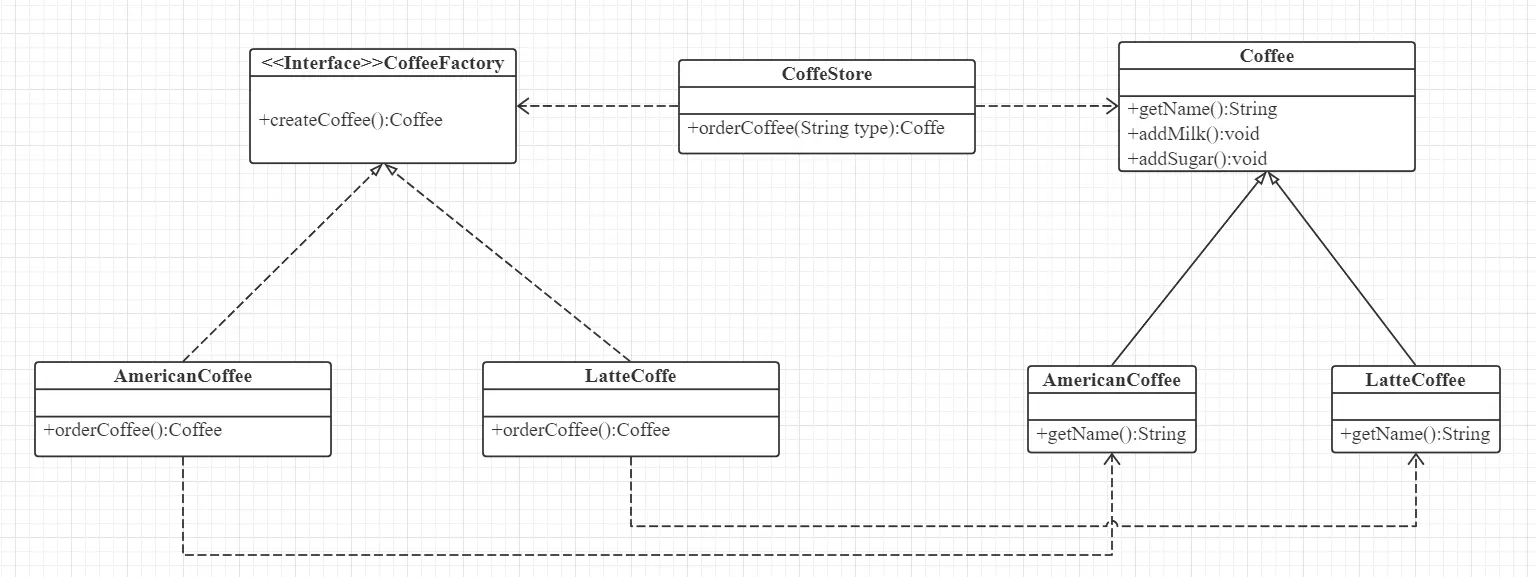 <<Interface>>CoffeeFactory
+createCoffee():Coffee
CoffeStore
+orderCoffee(String type):Coffe
Coffee
+getName():String
+addMilk():void
+addSugar():void
AmericanCoffee
+orderCoffee():Coffee
LatteCoffe
+orderCoffee():Coffee
AmericanCoffee
+getName():String
LatteCoffee
+getName():String